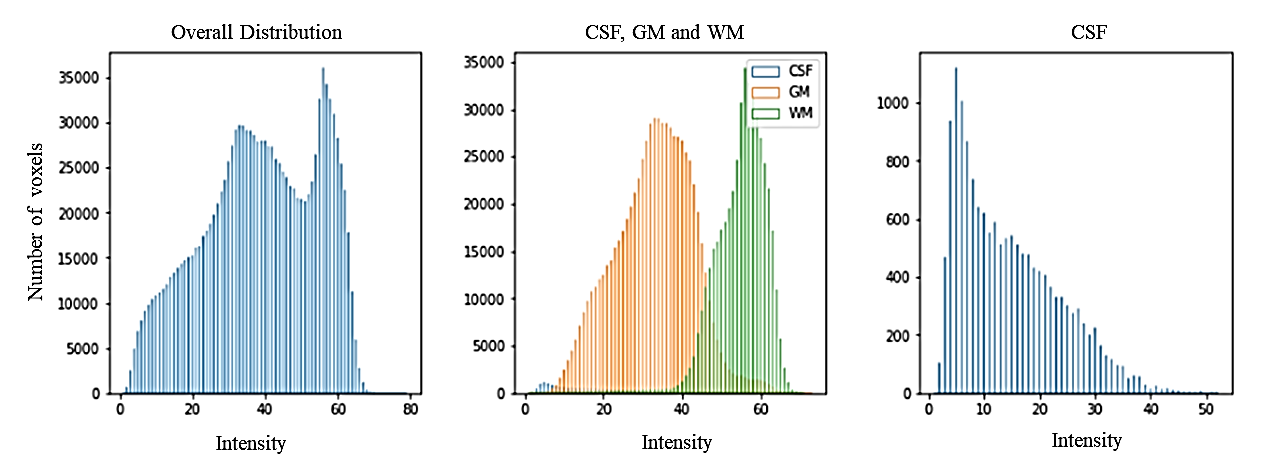 Overall Distribution
CSF, GM and WM
CSF
Number of voxels
35000
30000
25000
20000
15000
10000
5000
0
0 20 40 60 80
Intensity
35000
30000
25000
20000
15000
10000
5000
0
0 20 40 60
Intensity
CSF
GM
WM
1000
800
600
400
200
0
0 10 20 30 40 50
Intensity